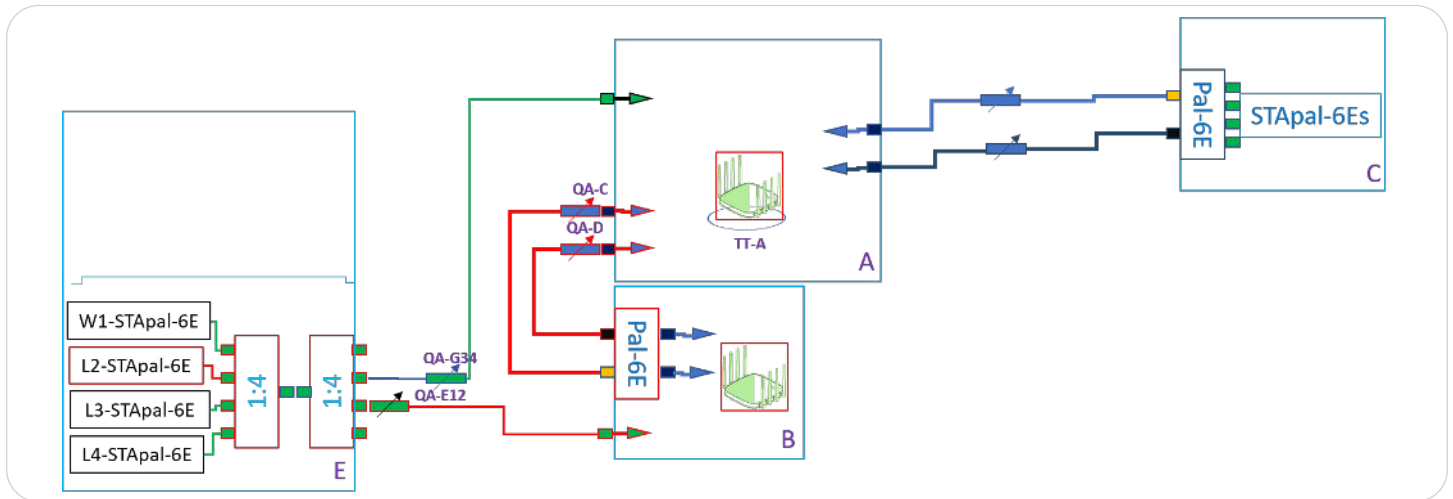 Pal-6E
STApal-6Es
C
QA-C
QA-D
TT-A
A
W1-STApal-6E
L2-STApal-6E
L3-STApal-6E
L4-STApal-6E
1:4
1:4
E
QA-G34
QA-E12
Pal-6E
B